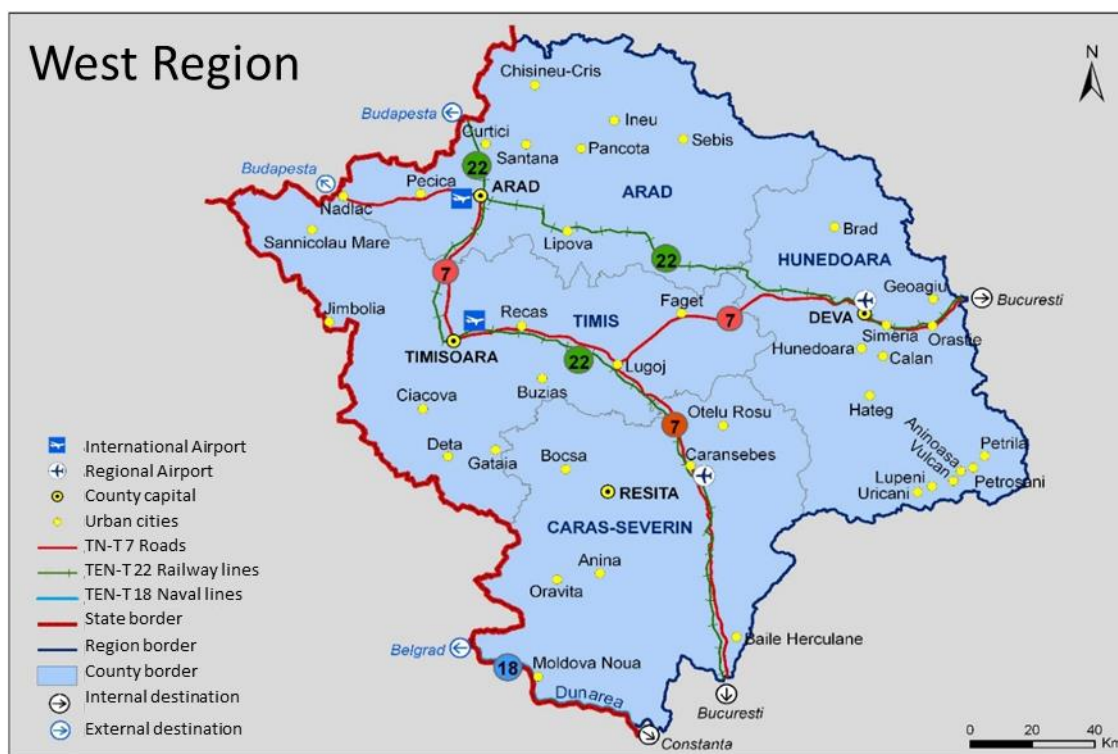 West Region
N
Chisineu-Cris
Budapesta
Ineu
Curtici
Santana
Pancota
Sebis
22
Budapesta
Pecica
ARAD
ARAD
Nadlac
Brad
Sannicolau Mare
Lipova
22
HUNEDOARA
7
Geoagiu
Bucuresti
Jimbolia
Recas
TIMIS
Faget
7
DEVA
Simeria
Orastie
TIMISOARA
22
Lugoj
Hunedoara
Calan
Buzias
Ciacova
Otelu Rosu
Hateg
7
Deta
Gataia
Bocsa
Caransebes
Aninoasa
Vulcan
Petrila
Petrosani
Lupeni
Uricani
RESITA
CARAS-SEVERIN
Anina
Oravita
Baile Herculane
Belgrad
18
Moldova Noua
Dunarea
Bucuresti
Constanta
International Airport
Regional Airport
County capital
Urban cities
TN-T 7 Roads
TEN-T 22 Railway lines
TEN-T 18 Naval lines
State border
Region border
County border
Internal destination
External destination
0 20 40
Km